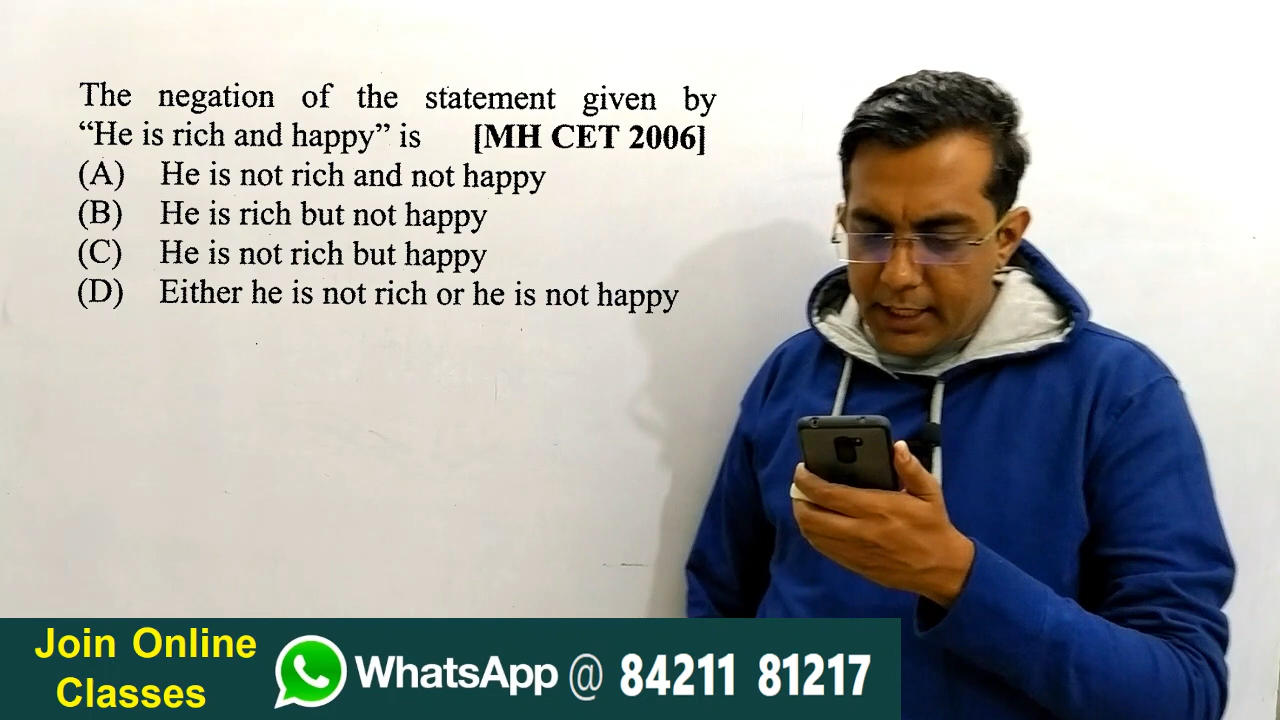 The negation of the statement given by
“He is rich and happy” is [MH CET 2006]
(A) He is not rich and not happy
(B) He is rich but not happy
(C) He is not rich but happy
(D) Either he is not rich or he is not happy
Join Online
Classes
WhatsApp @ 84211 81217